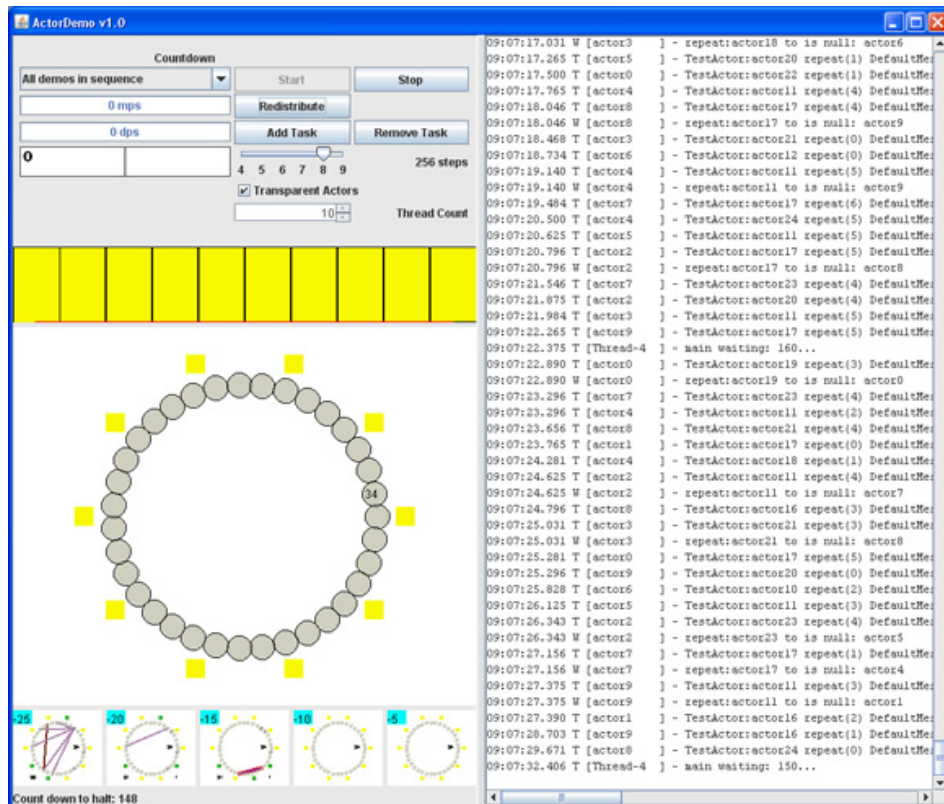 ActorDemo v1.0
Countdown
All demos in sequence
Start
Stop
0 mps
Redistribute
0 dps
Add Task
Remove Task
0
4 5 6 7 8 9
256 steps
Transparent Actors
10
Thread Count
34
-25
-20
-15
-10
-5
Count down to halt: 148
09:07:17.031 W [actor3 ] - repeat:actor18 to is null: actor6
09:07:17.265 T [actor5 ] - TestActor:actor20 repeat(1) DefaultMe
09:07:17.500 T [actor0 ] - TestActor:actor22 repeat(1) DefaultMe
09:07:17.765 T [actor4 ] - TestActor:actor11 repeat(4) DefaultMe
09:07:18.046 T [actor8 ] - TestActor:actor17 repeat(4) DefaultMe
09:07:18.046 W [actor8 ] - repeat:actor17 to is null: actor9
09:07:18.468 T [actor3 ] - TestActor:actor21 repeat(0) DefaultMe
09:07:18.734 T [actor6 ] - TestActor:actor12 repeat(0) DefaultMe
09:07:19.140 T [actor4 ] - TestActor:actor11 repeat(5) DefaultMe
09:07:19.140 W [actor4 ] - repeat:actor11 to is null: actor9
09:07:19.484 T [actor7 ] - TestActor:actor17 repeat(6) DefaultMe
09:07:20.500 T [actor4 ] - TestActor:actor24 repeat(5) DefaultMe
09:07:20.625 T [actor5 ] - TestActor:actor11 repeat(5) DefaultMe
09:07:20.796 T [actor2 ] - TestActor:actor17 repeat(5) DefaultMe
09:07:20.796 W [actor2 ] - repeat:actor17 to is null: actor8
09:07:21.546 T [actor7 ] - TestActor:actor23 repeat(4) DefaultMe
09:07:21.875 T [actor2 ] - TestActor:actor20 repeat(4) DefaultMe
09:07:21.984 T [actor3 ] - TestActor:actor11 repeat(5) DefaultMe
09:07:22.265 T [actor9 ] - TestActor:actor17 repeat(5) DefaultMe
09:07:22.375 T [Thread-4 ] - main waiting: 160...
09:07:22.890 T [actor0 ] - TestActor:actor19 repeat(3) DefaultMe
09:07:22.890 W [actor0 ] - repeat:actor19 to is null: actor0
09:07:23.296 T [actor7 ] - TestActor:actor23 repeat(4) DefaultMe
09:07:23.296 T [actor4 ] - TestActor:actor11 repeat(2) DefaultMe
09:07:23.656 T [actor8 ] - TestActor:actor21 repeat(4) DefaultMe
09:07:23.765 T [actor1 ] - TestActor:actor17 repeat(0) DefaultMe
09:07:24.281 T [actor4 ] - TestActor:actor18 repeat(1) DefaultMe
09:07:24.625 T [actor2 ] - TestActor:actor11 repeat(4) DefaultMe
09:07:24.625 W [actor2 ] - repeat:actor11 to is null: actor7
09:07:24.796 T [actor8 ] - TestActor:actor16 repeat(3) DefaultMe
09:07:25.031 T [actor3 ] - TestActor:actor21 repeat(3) DefaultMe
09:07:25.031 W [actor3 ] - repeat:actor21 to is null: actor8
09:07:25.281 T [actor0 ] - TestActor:actor17 repeat(5) DefaultMe
09:07:25.296 T [actor9 ] - TestActor:actor20 repeat(0) DefaultMe
09:07:25.828 T [actor6 ] - TestActor:actor10 repeat(2) DefaultMe
09:07:26.125 T [actor5 ] - TestActor:actor11 repeat(3) DefaultMe
09:07:26.343 T [actor2 ] - TestActor:actor23 repeat(4) DefaultMe
09:07:26.343 W [actor2 ] - repeat:actor23 to is null: actor5
09:07:27.156 T [actor7 ] - TestActor:actor17 repeat(1) DefaultMe
09:07:27.156 W [actor7 ] - repeat:actor17 to is null: actor4
09:07:27.375 T [actor9 ] - TestActor:actor11 repeat(3) DefaultMe
09:07:27.375 W [actor9 ] - repeat:actor11 to is null: actor1
09:07:27.390 T [actor1 ] - TestActor:actor16 repeat(2) DefaultMe
09:07:28.703 T [actor9 ] - TestActor:actor16 repeat(1) DefaultMe
09:07:29.671 T [actor8 ] - TestActor:actor24 repeat(0) DefaultMe
09:07:32.406 T [Thread-4 ] - main waiting: 150...